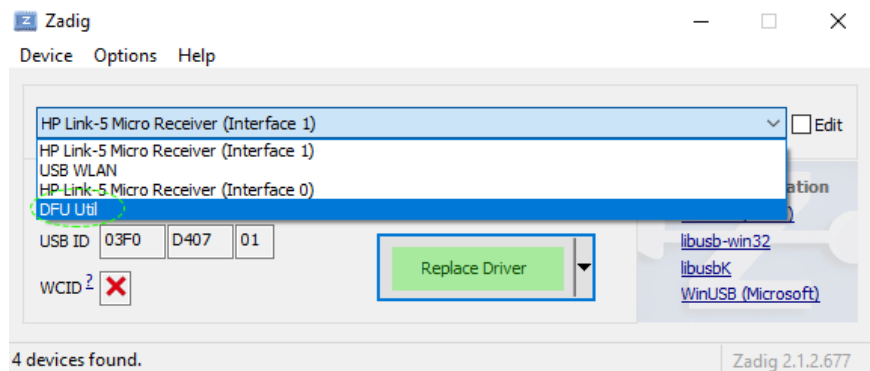 Zadig
Device Options Help
HP Link-5 Micro Receiver (Interface 1)
Edit
HP Link-5 Micro Receiver (Interface 1)
USB WLAN
HP Link-5 Micro Receiver (Interface 0)
DFU Util
USB ID 03F0 D407 01
WCID ?
Replace Driver
libusb-win32
libusbK
WinUSB (Microsoft)
4 devices found.
Zadig 2.1.2.677